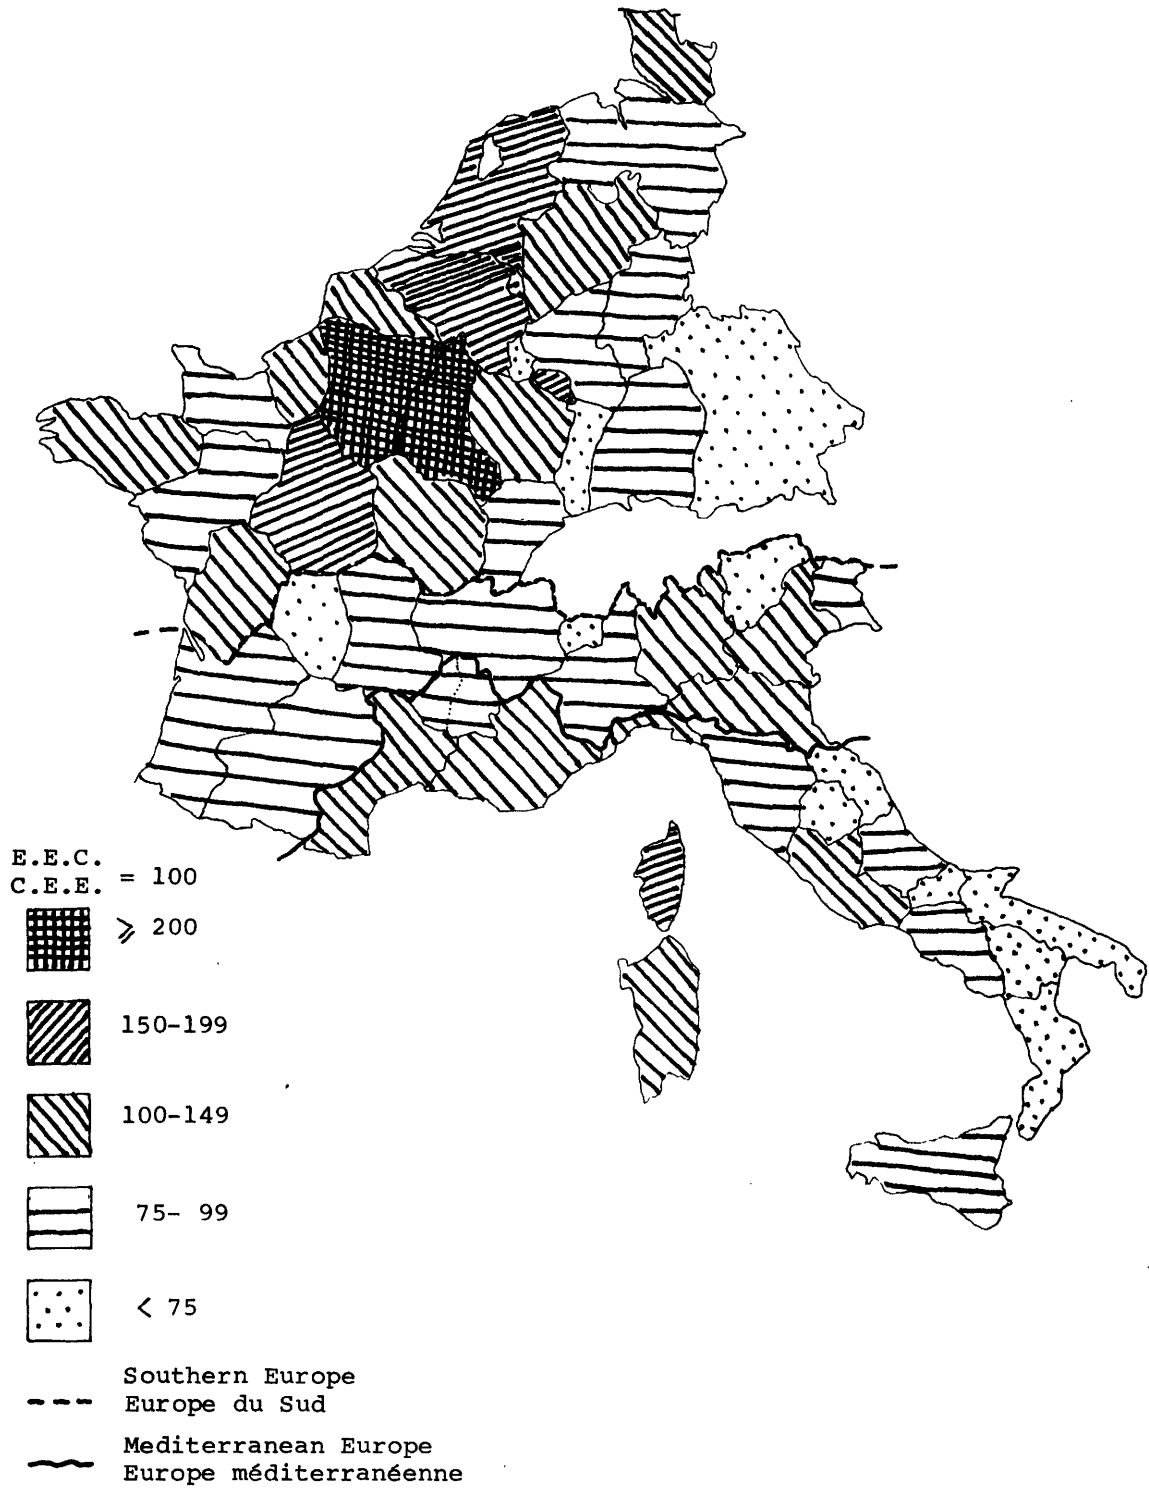 E.E.C.
C.E.E. = 100
⩾ 200
150-199
100-149
75- 99
< 75
Southern Europe
Europe du Sud
Mediterranean Europe
Europe méditerranéenne